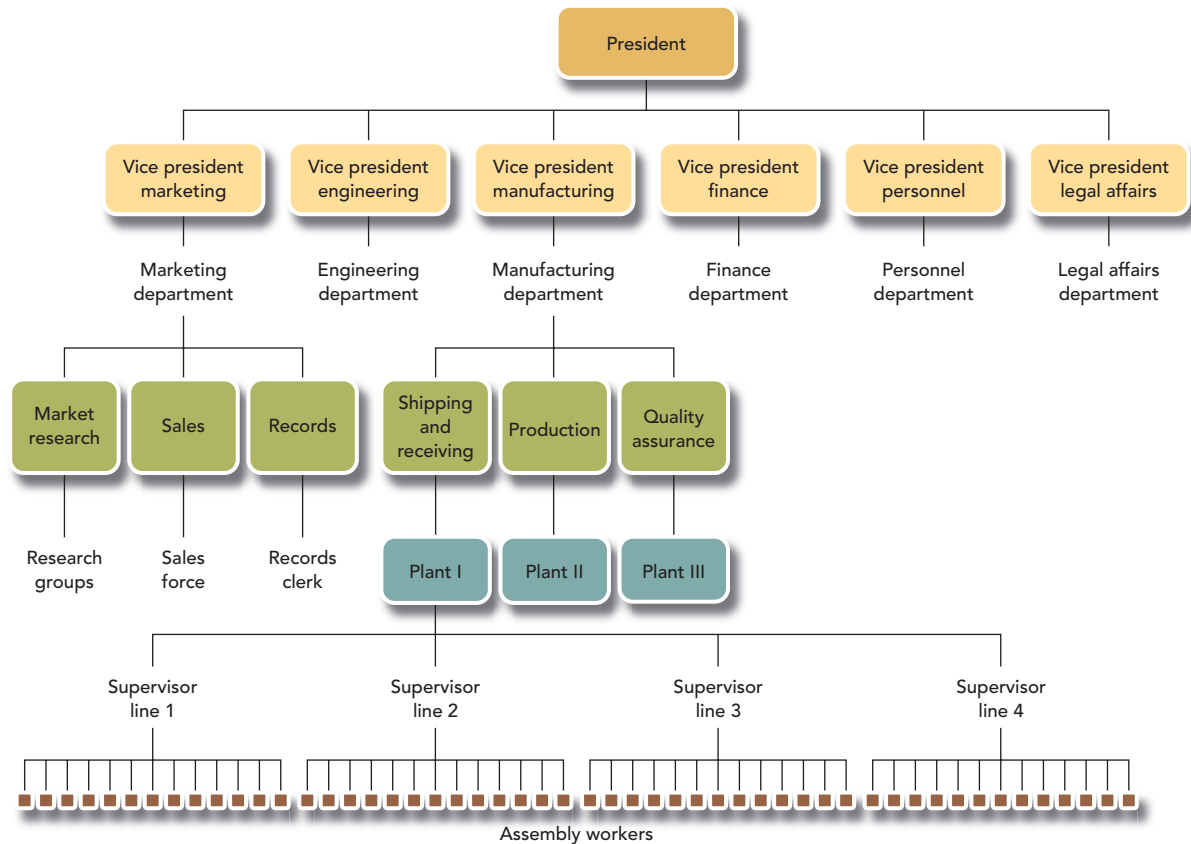 President
Vice president
marketing
Vice president
engineering
Vice president
manufacturing
Vice president
finance
Vice president
personnel
Vice president
legal affairs
Marketing
department
Engineering
department
Manufacturing
department
Finance
department
Personnel
department
Legal affairs
department
Market
research
Sales
Records
Shipping
and
receiving
Production
Quality
assurance
Research
groups
Sales
force
Records
clerk
Plant I
Plant II
Plant III
Supervisor
line 1
Supervisor
line 2
Supervisor
line 3
Supervisor
line 4
Assembly workers